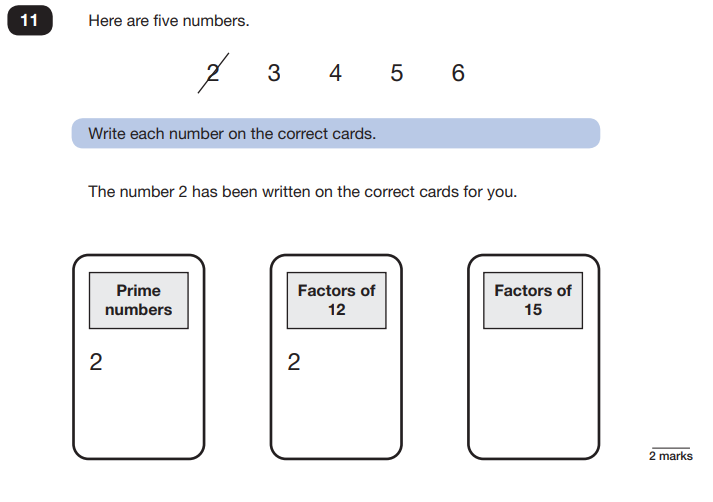 11 Here are five numbers.
2 3 4 5 6
Write each number on the correct cards.
The number 2 has been written on the correct cards for you.
Prime
numbers
2
Factors of
12
2
Factors of
15
2 marks